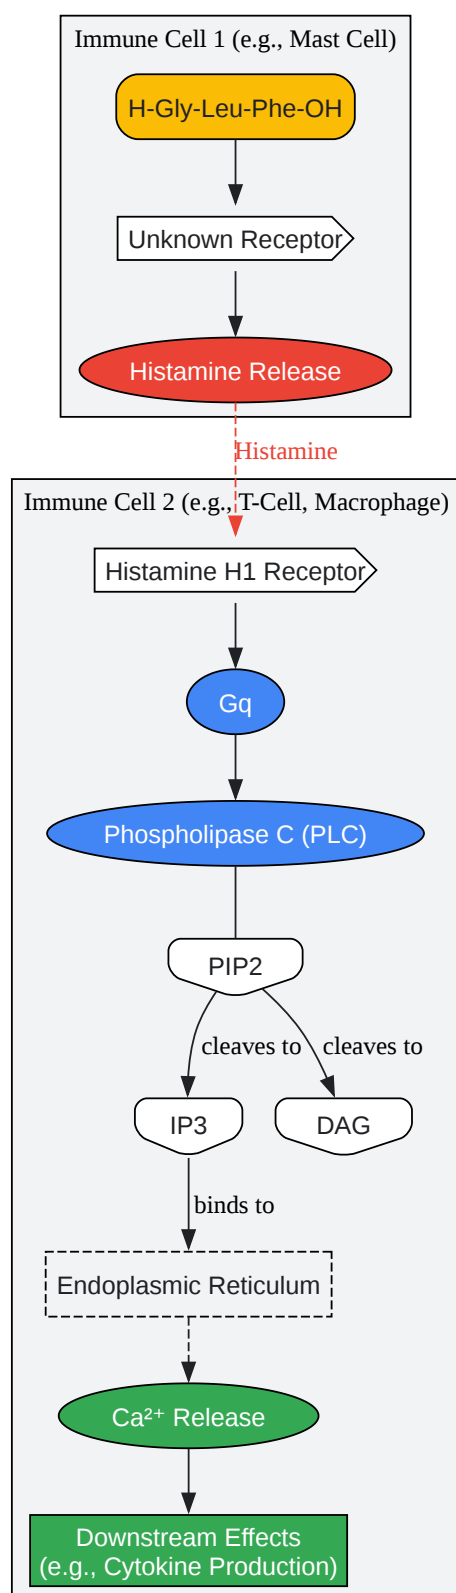 Immune Cell 1 (e.g., Mast Cell)
H-Gly-Leu-Phe-OH
Unknown Receptor
Histamine Release
Histamine
Immune Cell 2 (e.g., T-Cell, Macrophage)
Histamine H1 Receptor
Gq
Phospholipase C (PLC)
PIP2
cleaves to
cleaves to
IP3
DAG
binds to
Endoplasmic Reticulum
Ca²⁺ Release
Downstream Effects
(e.g., Cytokine Production)